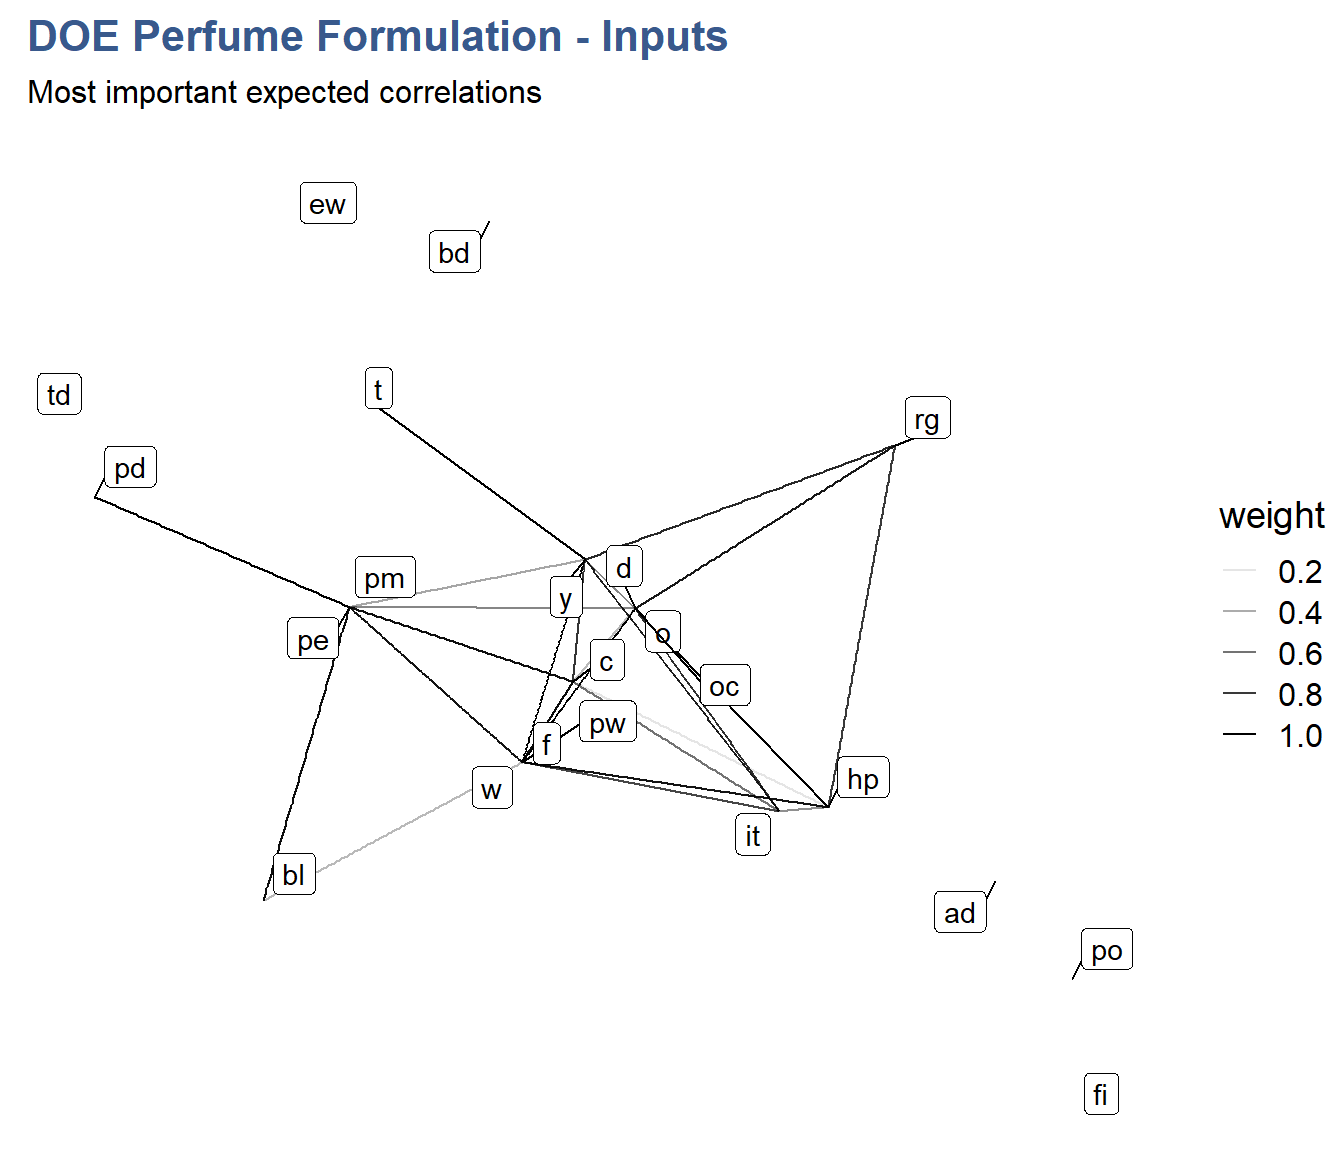 DOE Perfume Formulation - Inputs
Most important expected correlations
ew
bd
td
t
rg
pd
pm
d
y
pe
o
c
oc
pw
f
w
hp
it
bl
ad
po
fi
weight
0.2
0.4
0.6
0.8
1.0